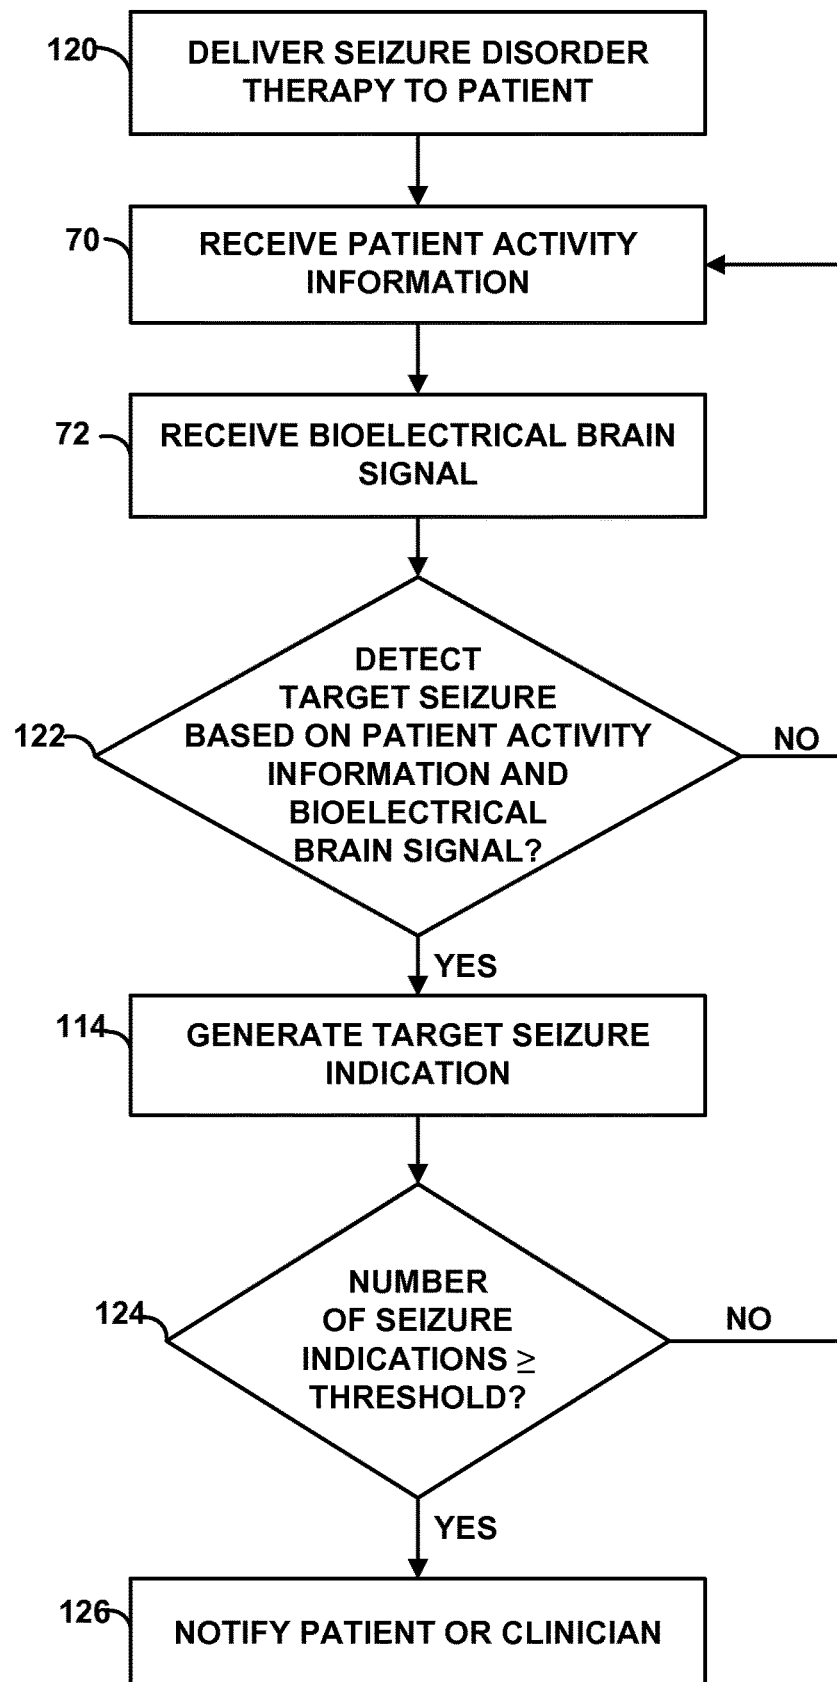 120
DELIVER SEIZURE DISORDER
THERAPY TO PATIENT
70
RECEIVE PATIENT ACTIVITY
INFORMATION
72
RECEIVE BIOELECTRICAL BRAIN
SIGNAL
122
DETECT
TARGET SEIZURE
BASED ON PATIENT ACTIVITY
INFORMATION AND
BIOELECTRICAL
BRAIN SIGNAL?
NO
YES
114
GENERATE TARGET SEIZURE
INDICATION
124
NUMBER
OF SEIZURE
INDICATIONS ≥
THRESHOLD?
NO
YES
126
NOTIFY PATIENT OR CLINICIAN